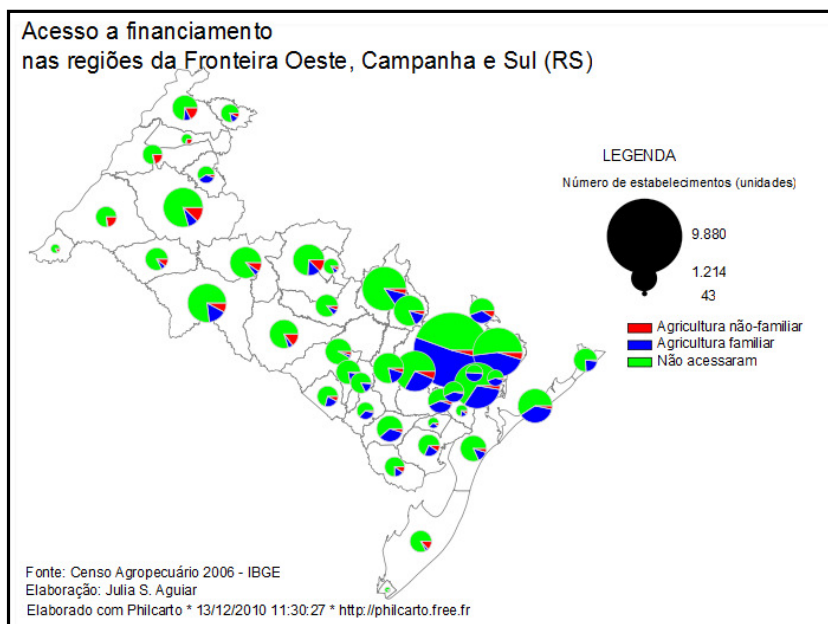 Acesso a financiamento
nas regiões da Fronteira Oeste, Campanha e Sul (RS)
LEGENDA
Número de estabelecimentos (unidades)
9.880
1.214
43
Agricultura não-familiar
Agricultura familiar
Não acessaram
Fonte: Censo Agropecuário 2006 - IBGE
Elaboração: Julia S. Aguiar
Elaborado com Philcarto * 13/12/2010 11:30:27 * http://philcarto.free.fr